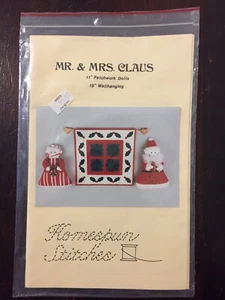 MR. & MRS. CLAUS
11" Patchwork Dolls
18" Wallhanging
Homespun
Stitches